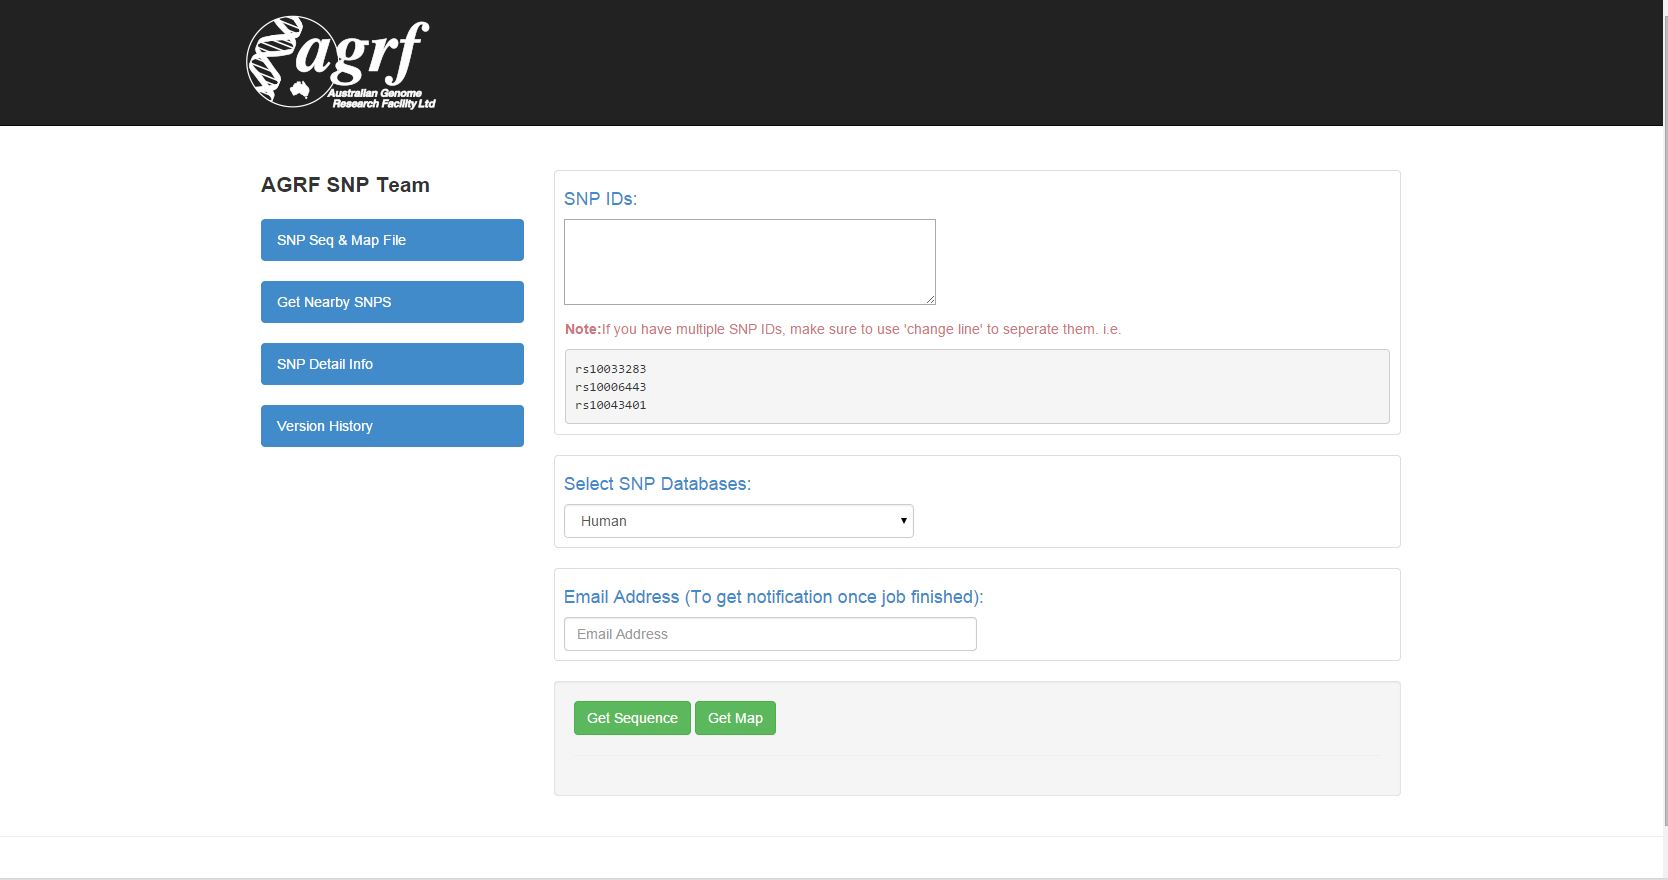 agrf
Australian Genome
Research Facility Ltd
AGRF SNP Team
SNP Seq & Map File
Get Nearby SNPS
SNP Detail Info
Version History
SNP IDs:
Note:If you have multiple SNP IDs, make sure to use 'change line' to seperate them. i.e.
rs10033283
rs10006443
rs10043401
Select SNP Databases:
Human
Email Address (To get notification once job finished):
Email Address
Get Sequence Get Map